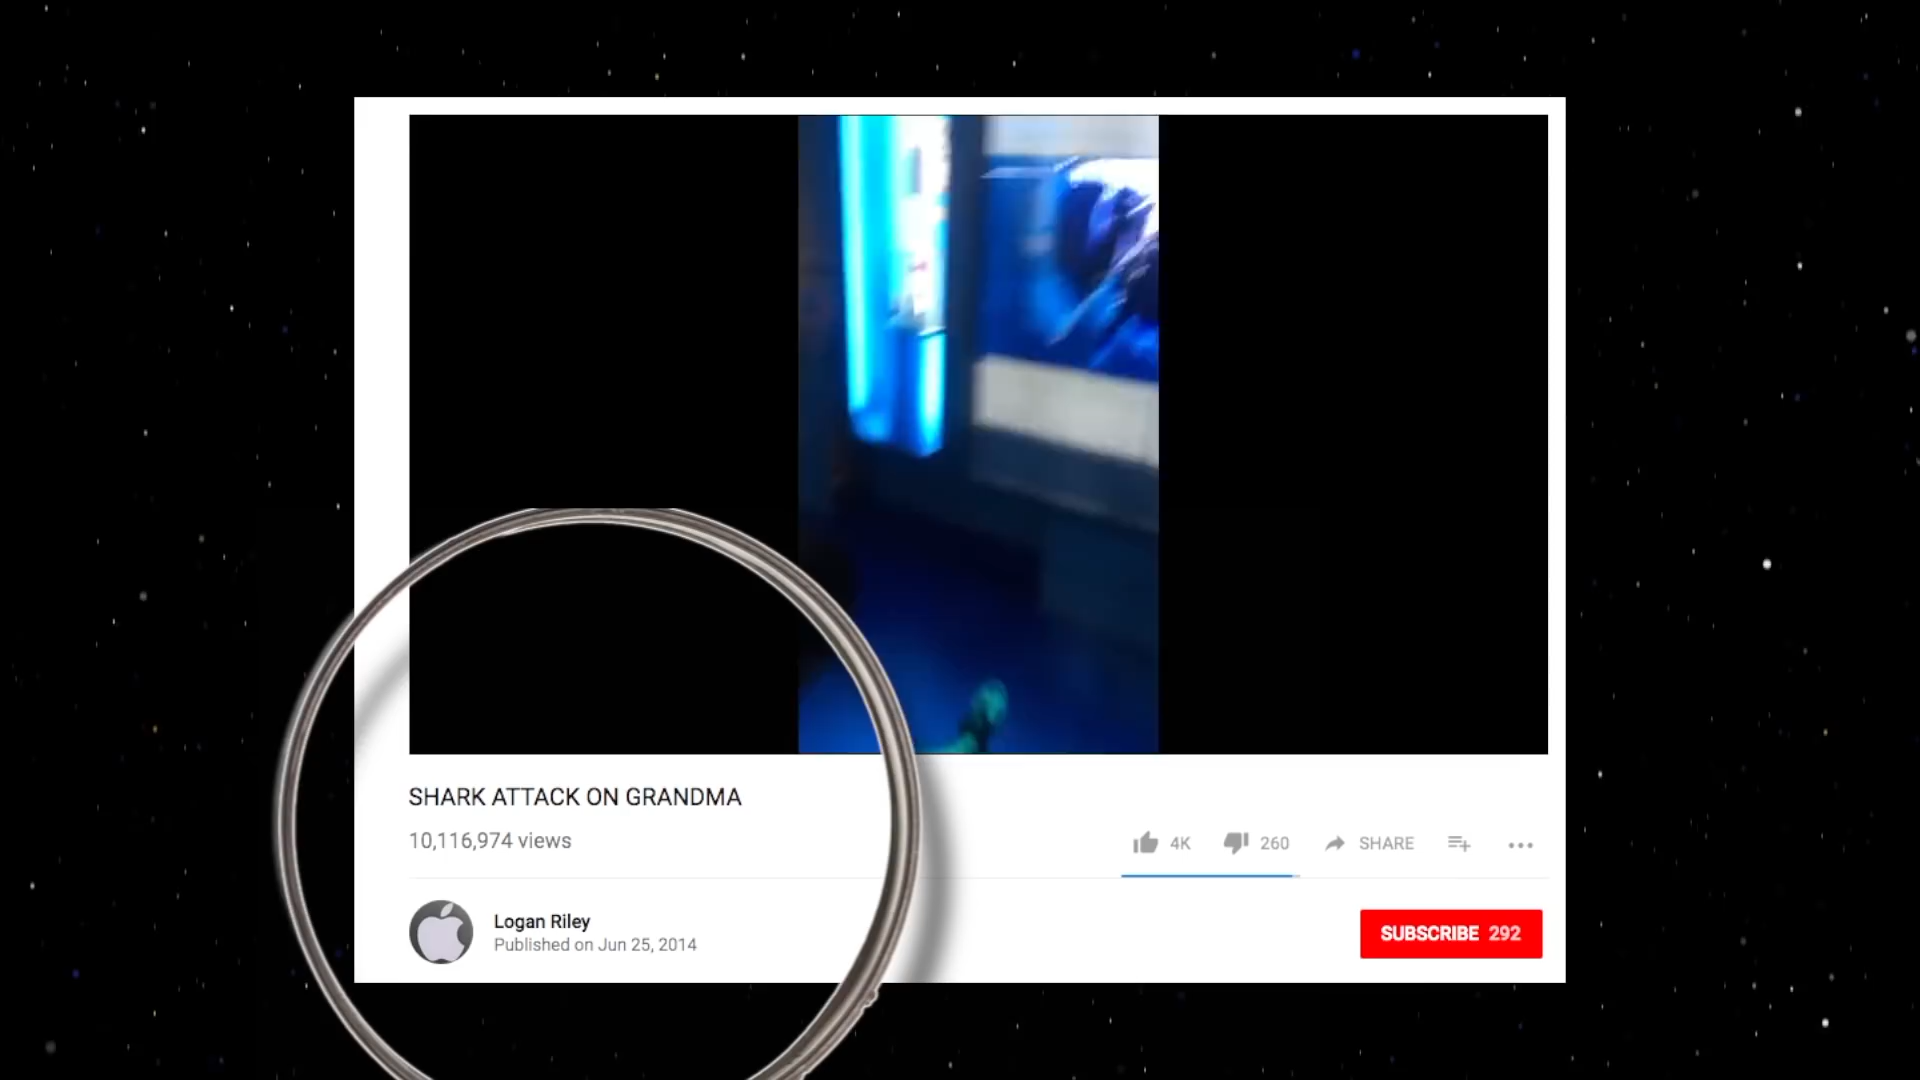 SHARK ATTACK ON GRANDMA
10,116,974 views
4K 260 SHARE
Logan Riley
Published on Jun 25, 2014
SUBSCRIBE 292